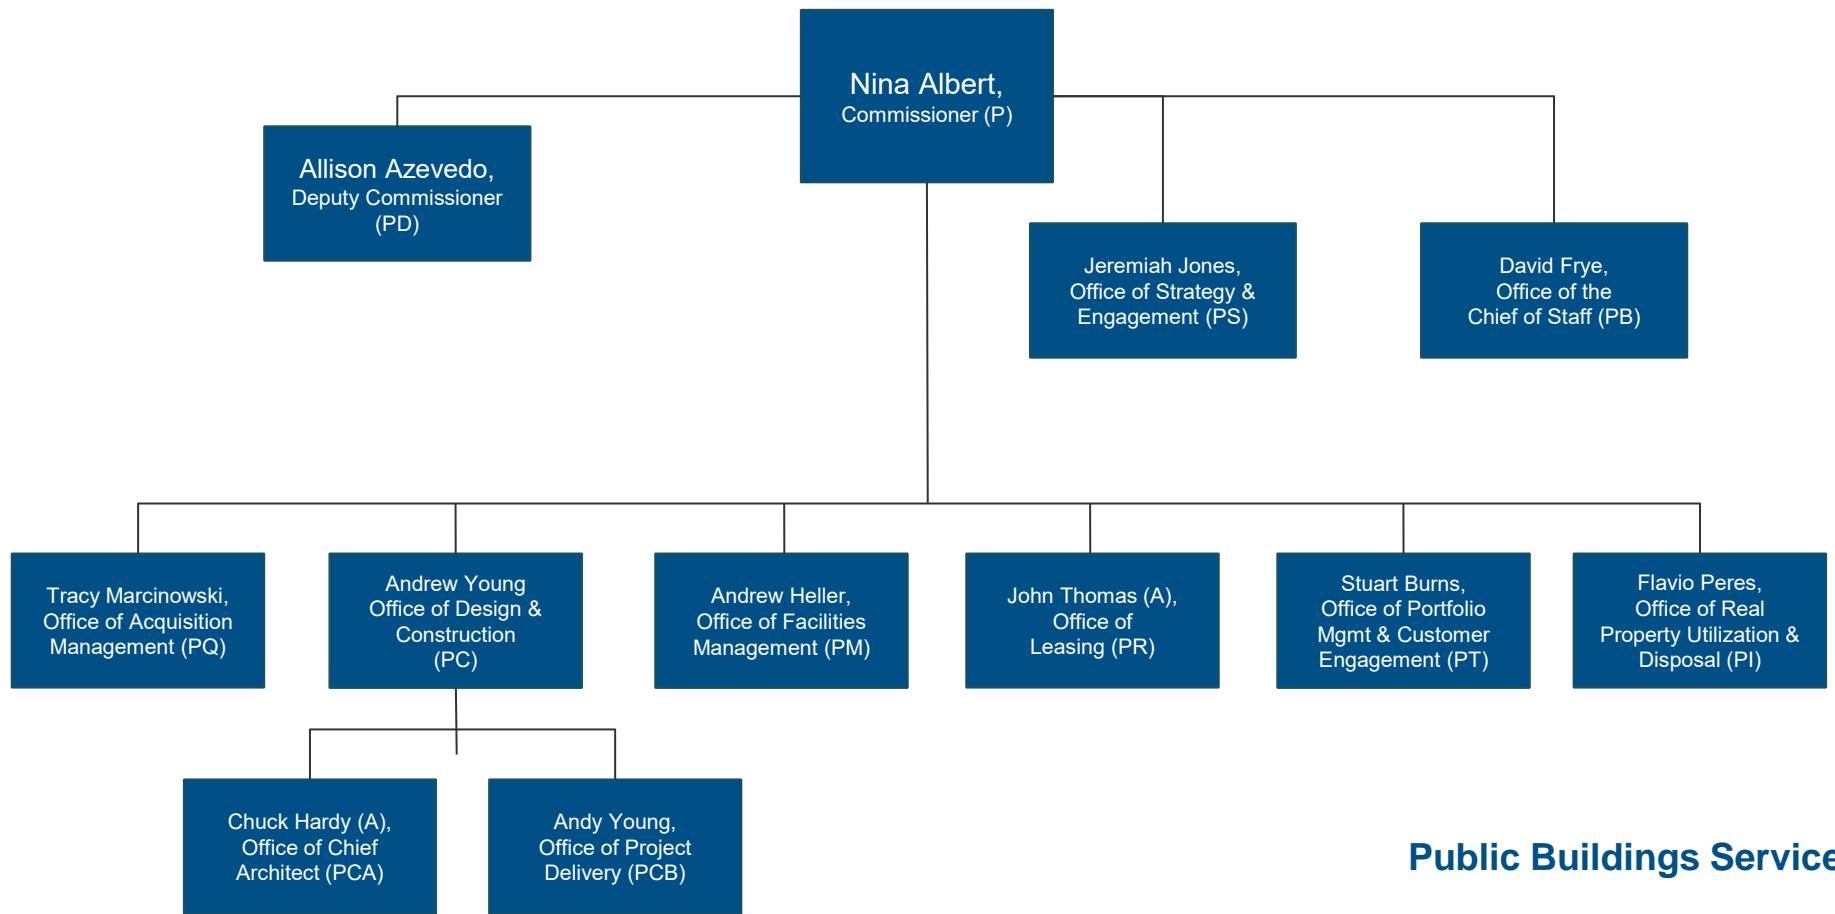 Nina Albert,
Commissioner (P)
Allison Azevedo,
Deputy Commissioner
(PD)
Jeremiah Jones,
Office of Strategy &
Engagement (PS)
David Frye,
Office of the
Chief of Staff (PB)
Tracy Marcinowski,
Office of Acquisition
Management (PQ)
Andrew Young
Office of Design &
Construction
(PC)
Andrew Heller,
Office of Facilities
Management (PM)
John Thomas (A),
Office of
Leasing (PR)
Stuart Burns,
Office of Portfolio
Mgmt & Customer
Engagement (PT)
Flavio Peres,
Office of Real
Property Utilization &
Disposal (PI)
Chuck Hardy (A),
Office of Chief
Architect (PCA)
Andy Young,
Office of Project
Delivery (PCB)
Public Buildings Service